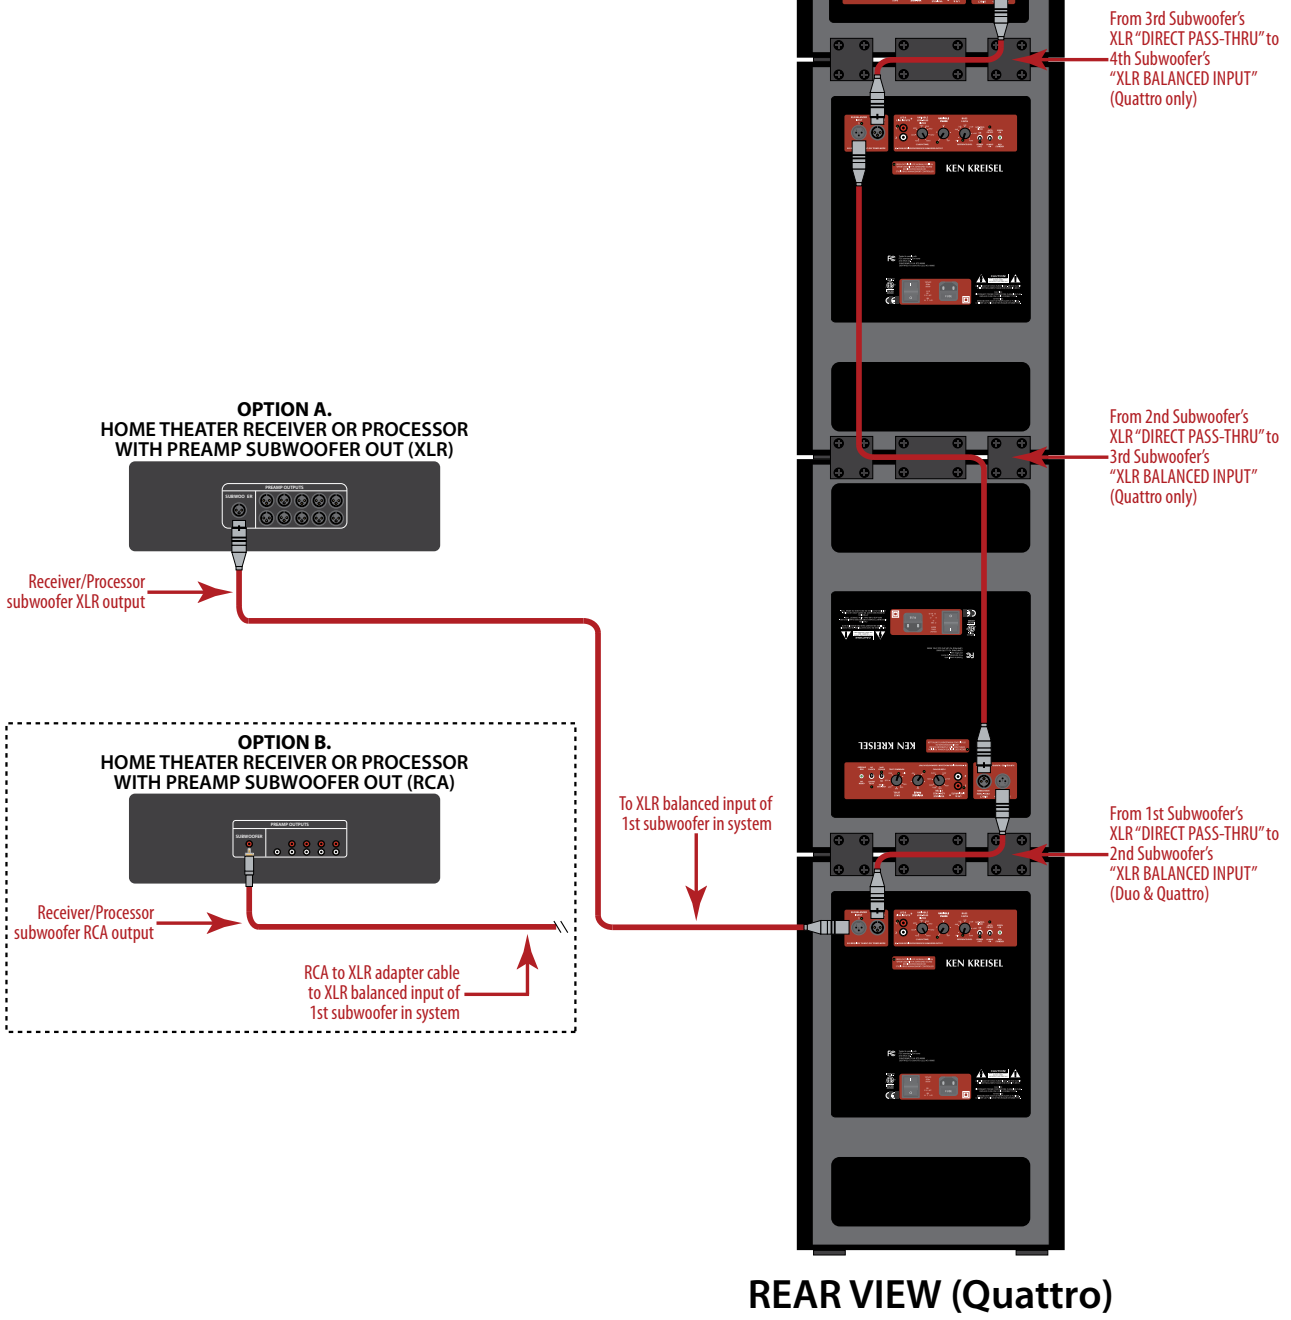 From 3rd Subwoofer's
XLR “DIRECT PASS-THRU” to
4th Subwoofer's
“XLR BALANCED INPUT”
(Quattro only)
KEN KREISEL
OPTION A.
HOME THEATER RECEIVER OR PROCESSOR
WITH PREAMP SUBWOOFER OUT (XLR)
PREAMP OUTPUTS
SUBWOO ER
Receiver/Processor
subwoofer XLR output
From 2nd Subwoofer's
XLR “DIRECT PASS-THRU” to
3rd Subwoofer's
“XLR BALANCED INPUT”
(Quattro only)
KEN KREISEL
OPTION B.
HOME THEATER RECEIVER OR PROCESSOR
WITH PREAMP SUBWOOFER OUT (RCA)
PREAMP OUTPUTS
SUBWOOFER
Receiver/Processor
subwoofer RCA output
RCA to XLR adapter cable
to XLR balanced input of
1st subwoofer in system
To XLR balanced input of
1st subwoofer in system
From 1st Subwoofer's
XLR “DIRECT PASS-THRU” to
2nd Subwoofer's
“XLR BALANCED INPUT”
(Duo & Quattro)
KEN KREISEL
REAR VIEW (Quattro)